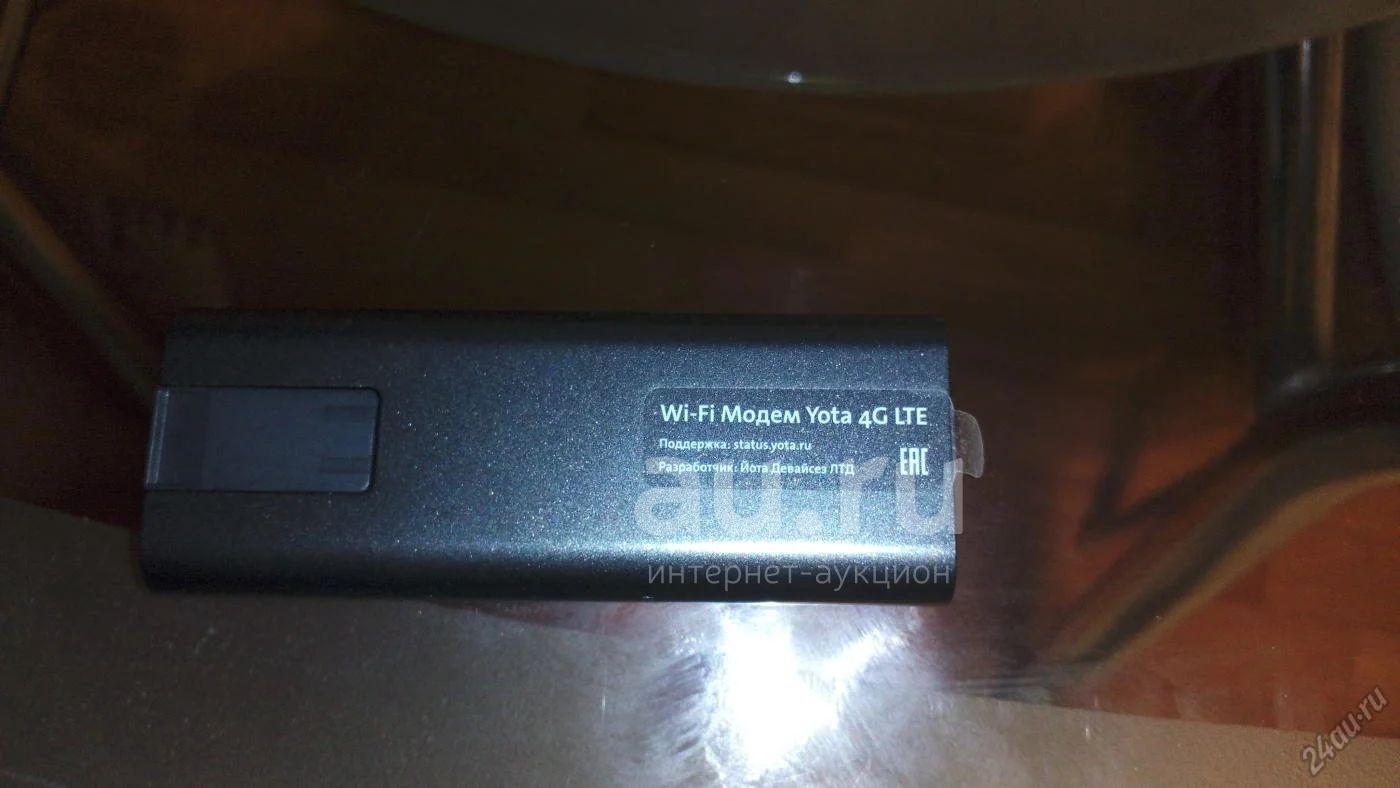 Wi-Fi Модем Yota 4G LTE
Поддержка: status.yota.ru
Разработчик: Йота Девайсез ЛТД
EAC
au.ru
интернет-аукцион
24au.ru